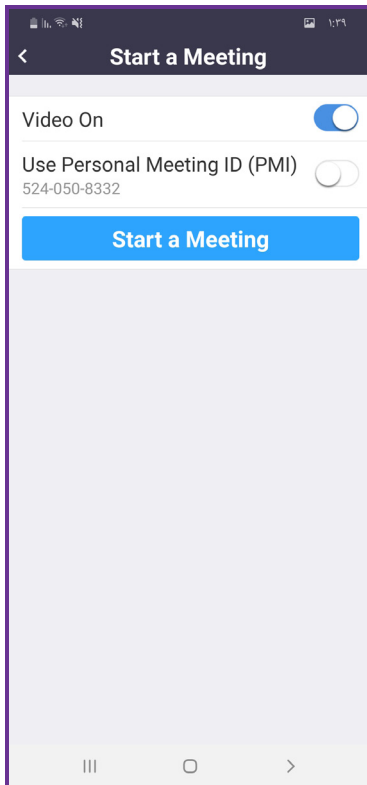 ١:٣٩
Start a Meeting
Video On
Use Personal Meeting ID (PMI)
524-050-8332
Start a Meeting